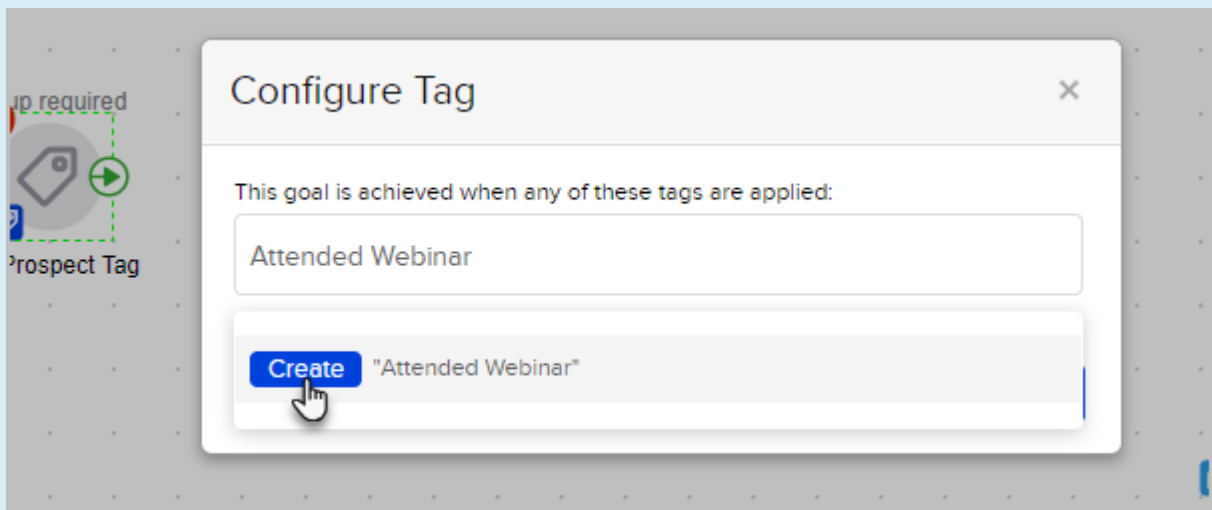 up required
Prospect Tag
Configure Tag
This goal is achieved when any of these tags are applied:
Attended Webinar
Create "Attended Webinar"